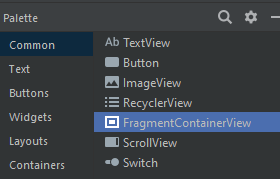 Palette
Common
Text
Buttons
Widgets
Layouts
Containers
Ab TextView
Button
ImageView
RecyclerView
FragmentContainerView
ScrollView
Switch